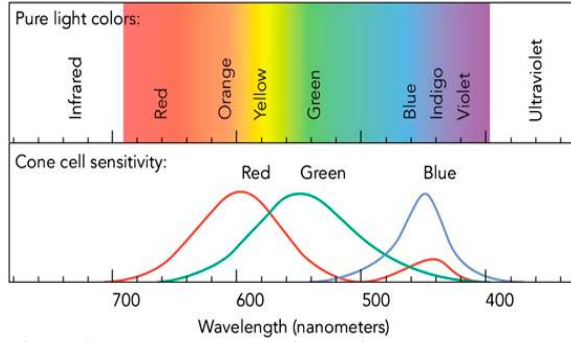 Pure light colors:
Infrared
Red
Orange
Yellow
Green
Blue
Indigo
Violet
Ultraviolet
Cone cell sensitivity:
Red Green Blue
700 600 500 400
Wavelength (nanometers)